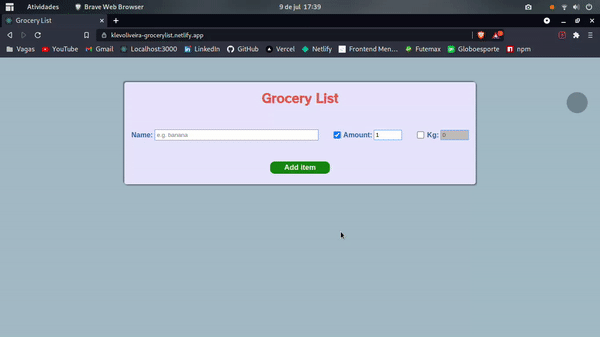 Atividades Brave Web Browser 9 de jul 17:39
Grocery List
klevoliveira-grocerylist.netlify.app
Vagas YouTube Gmail Localhost:3000 LinkedIn GitHub Vercel Netlify Frontend Men... Futemax Globoesporte npm
Grocery List
Name: e.g. banana Amount: 1 Kg: 0
Add item